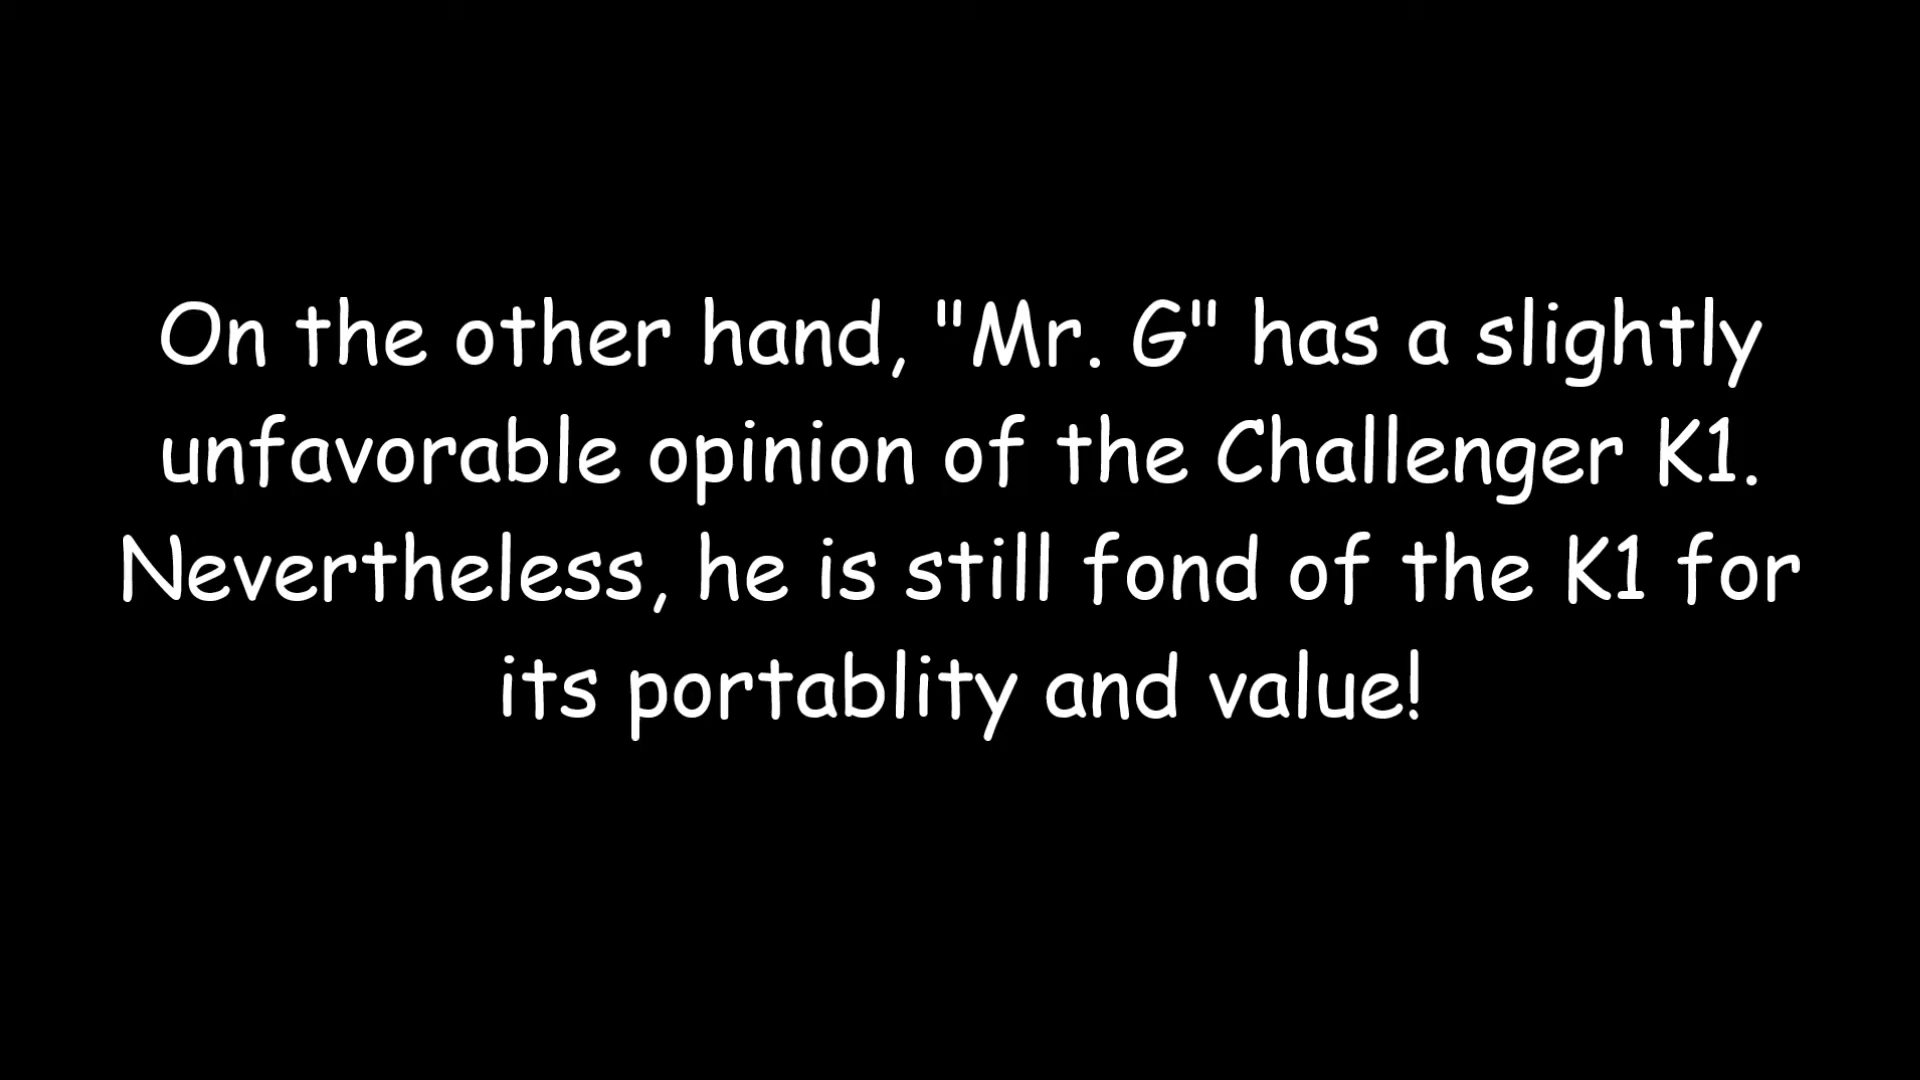 On the other hand, "Mr. G" has a slightly
unfavorable opinion of the Challenger K1.
Nevertheless, he is still fond of the K1 for
its portablity and value!